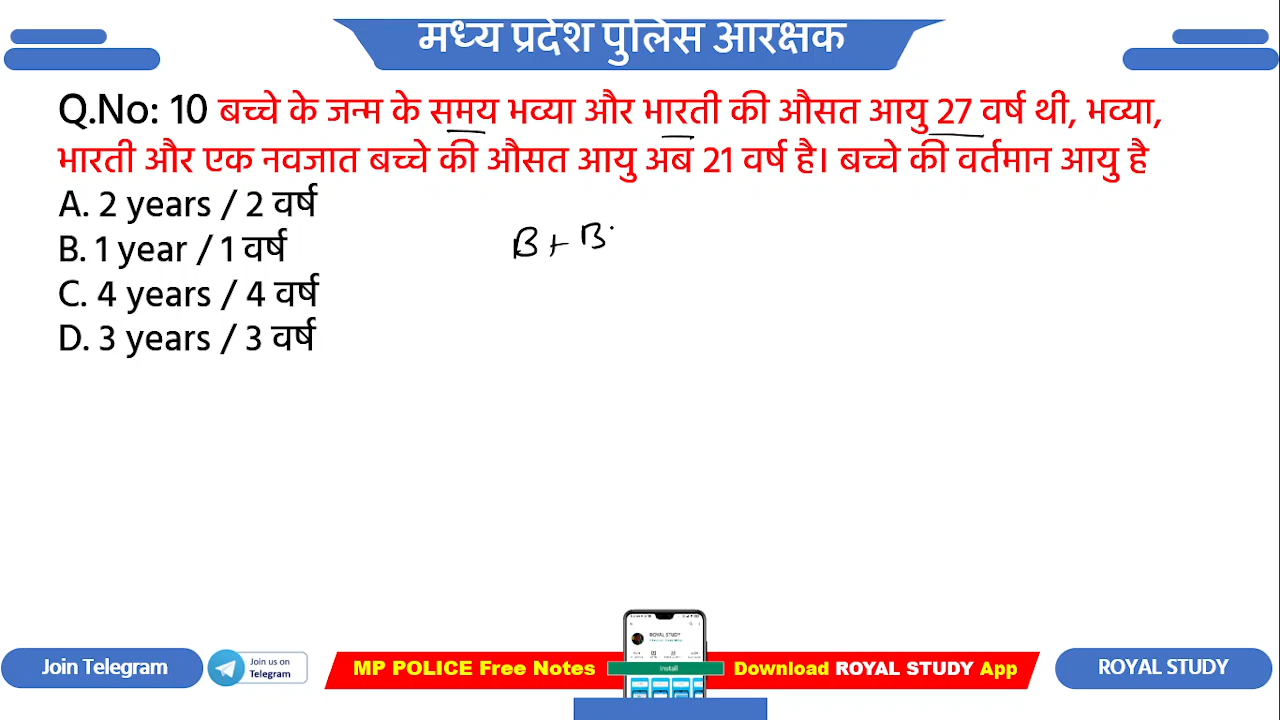 मध्य प्रदेश पुलिस आरक्षक
Q.No: 10 बच्चे के जन्म के समय भव्या और भारती की औसत आयु 27 वर्ष थी, भव्या,
भारती और एक नवजात बच्चे की औसत आयु अब 21 वर्ष है। बच्चे की वर्तमान आयु है
A. 2 years / 2 वर्ष
B. 1 year / 1 वर्ष
C. 4 years / 4 वर्ष
D. 3 years / 3 वर्ष
B + B
ROYAL STUDY
Install
Join Telegram
Join us on
Telegram
MP POLICE Free Notes
Download ROYAL STUDY App
ROYAL STUDY